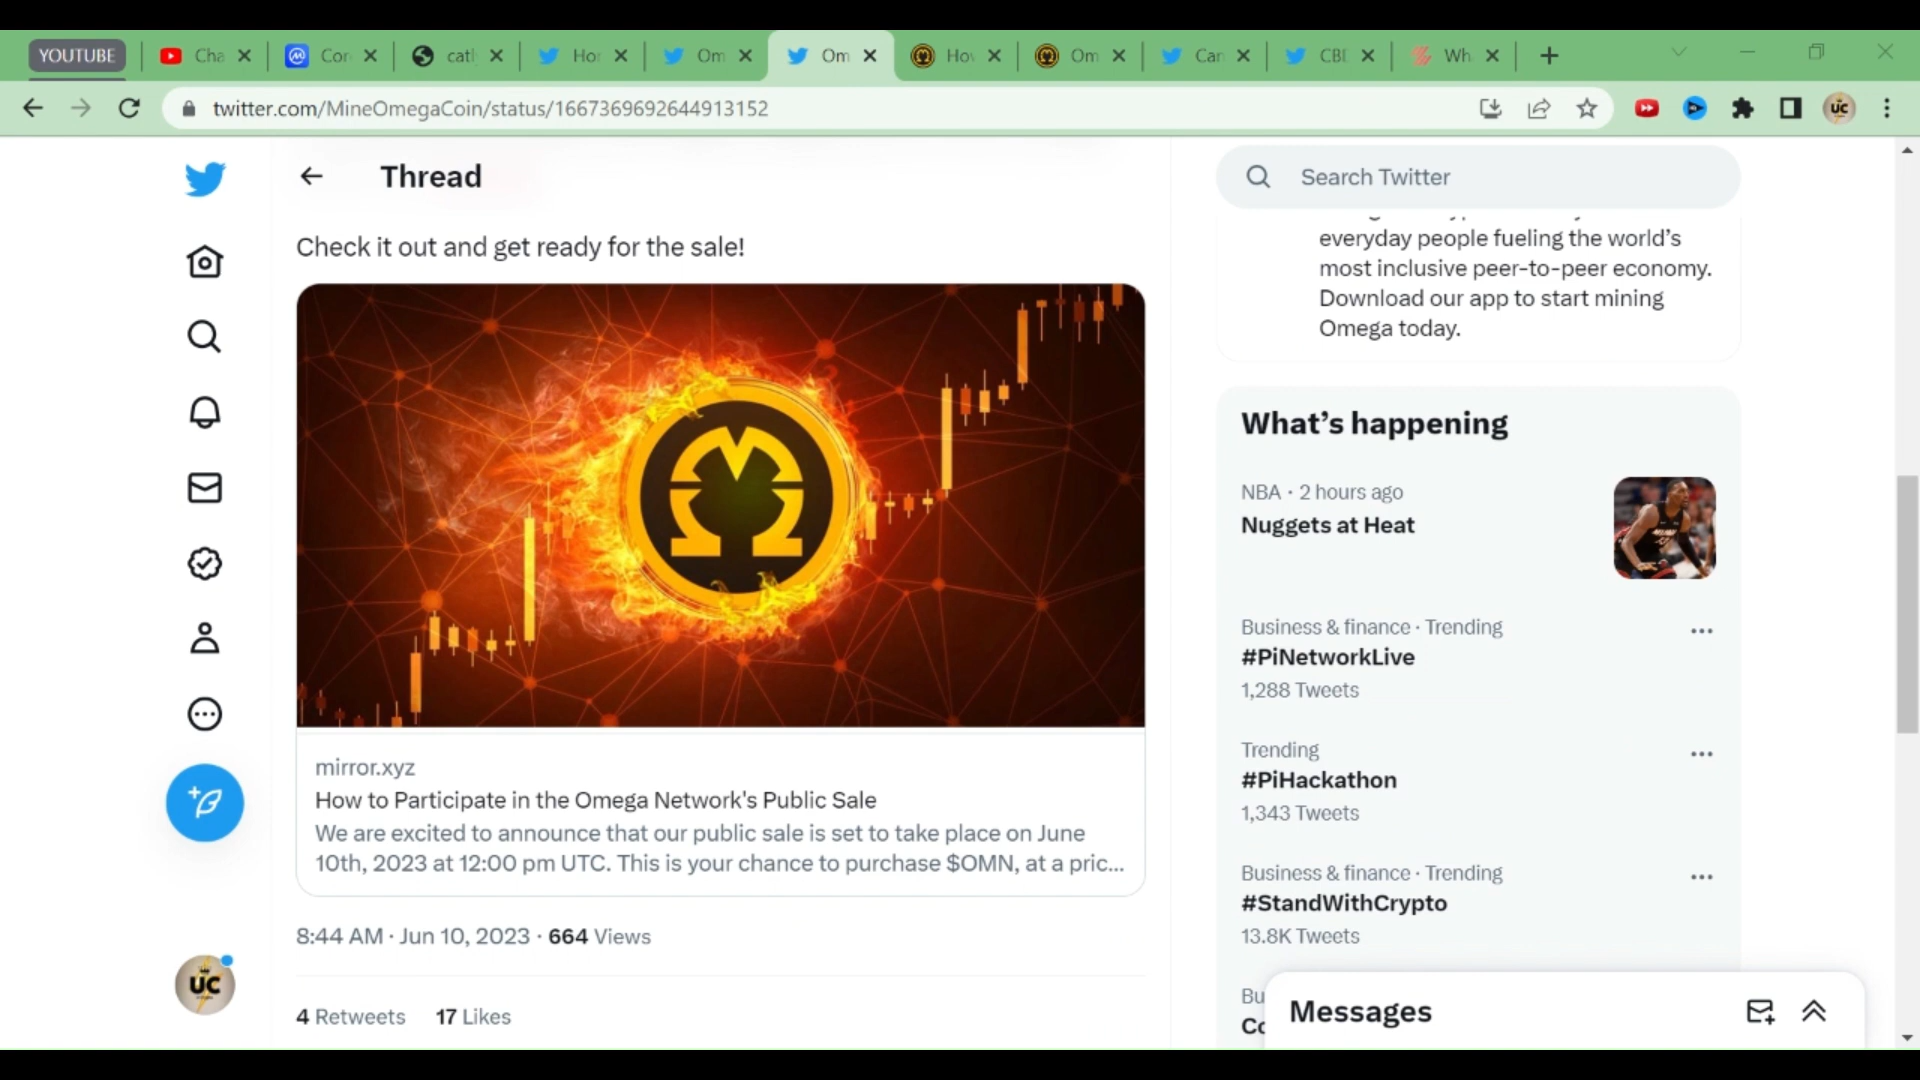 YOUTUBE
Cha
Con
catl
Hor
Om
Om
How
Om
Can
CBI
Wh
twitter.com/MineOmegaCoin/status/1667369692644913152
Thread
Search Twitter
Check it out and get ready for the sale!
everyday people fueling the world’s
most inclusive peer-to-peer economy.
Download our app to start mining
Omega today.
What’s happening
NBA · 2 hours ago
Nuggets at Heat
Business & finance · Trending
#PiNetworkLive
1,288 Tweets
Trending
#PiHackathon
1,343 Tweets
Business & finance · Trending
#StandWithCrypto
13.8K Tweets
mirror.xyz
How to Participate in the Omega Network's Public Sale
We are excited to announce that our public sale is set to take place on June
10th, 2023 at 12:00 pm UTC. This is your chance to purchase $OMN, at a pric...
8:44 AM · Jun 10, 2023 · 664 Views
4 Retweets 17 Likes
UC
Bu
Messages